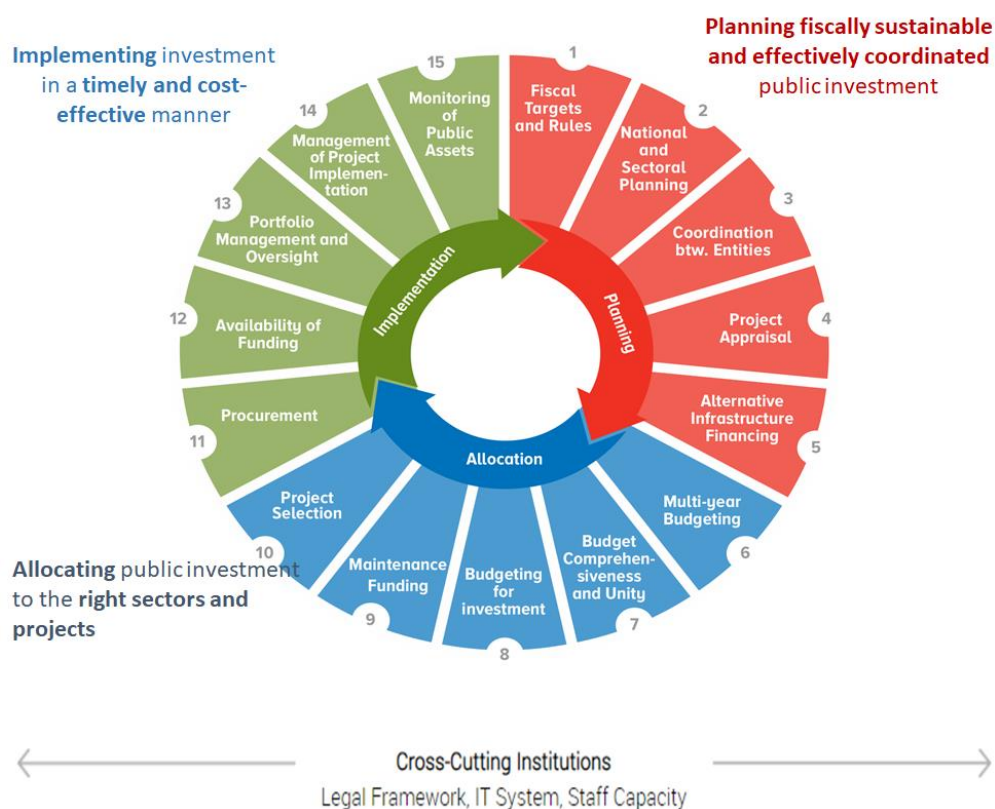 Implementing investment
in a timely and cost-
effective manner
Planning fiscally sustainable
and effectively coordinated
public investment
1
Fiscal
Targets
and Rules
2
National
and
Sectoral
Planning
3
Coordination
btw. Entities
4
Project
Appraisal
Alternative
Infrastructure
Financing
5
Multi-year
Budgeting
6
Budget
Comprehen-
siveness
and Unity
7
Budgeting
for
investment
8
Maintenance
Funding
9
Project
Selection
10
Procurement
11
12
Availability of
Funding
13
Portfolio
Management and
Oversight
14
Management
of Project
Implemen-
tation
15
Monitoring
of
Public
Assets
Implementation
Planning
Allocation
Allocating public investment
to the right sectors and
projects
Cross-Cutting Institutions
Legal Framework, IT System, Staff Capacity